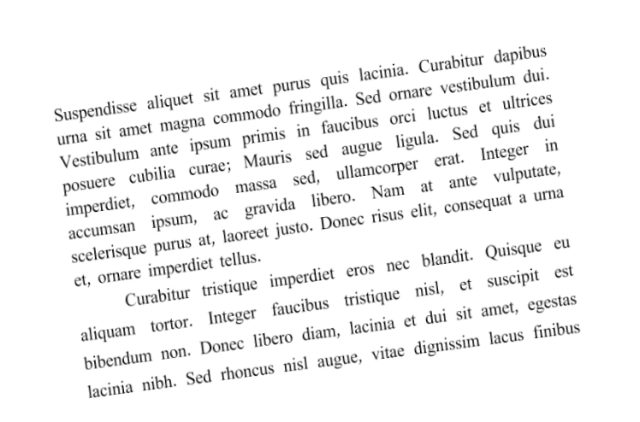 Suspendisse aliquet sit amet purus quis lacinia. Curabitur dapibus
urna sit amet magna commodo fringilla. Sed ornare vestibulum dui.
Vestibulum ante ipsum primis in faucibus orci luctus et ultrices
posuere cubilia curae; Mauris sed augue ligula. Sed quis dui
imperdiet, commodo massa sed, ullamcorper erat. Integer in
accumsan ipsum, ac gravida libero. Nam at ante vulputate,
scelerisque purus at, laoreet justo. Donec risus elit, consequat a urna
et, ornare imperdiet tellus.
Curabitur tristique imperdiet eros nec blandit. Quisque eu
aliquam tortor. Integer faucibus tristique nisl, et suscipit est
bibendum non. Donec libero diam, lacinia et dui sit amet, egestas
lacinia nibh. Sed rhoncus nisl augue, vitae dignissim lacus finibus